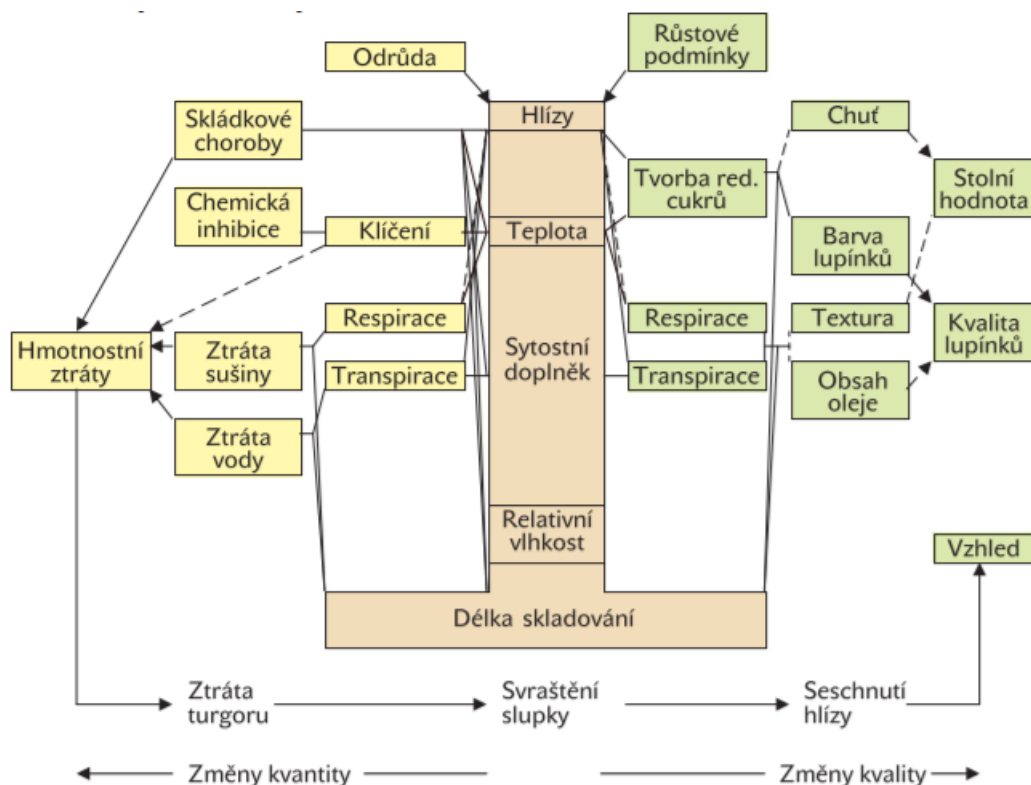 Odrůda
Růstové
podmínky
Skládkové
choroby
Hlízy
Chuť
Tvorba red.
cukrů
Stolní
hodnota
Chemická
inhibice
Klíčení
Teplota
Barva
lupínků
Respirace
Respirace
Textura
Hmotnostní
ztráty
Ztráta
sušiny
Sytostní
doplněk
Kvalita
lupínků
Transpirace
Transpirace
Obsah
oleje
Ztráta
vody
Relativní
vlhkost
Vzhled
Délka skladování
Ztráta
turgoru
Svraštění
slupky
Seschnutí
hlízy
Změny kvantity
Změny kvality